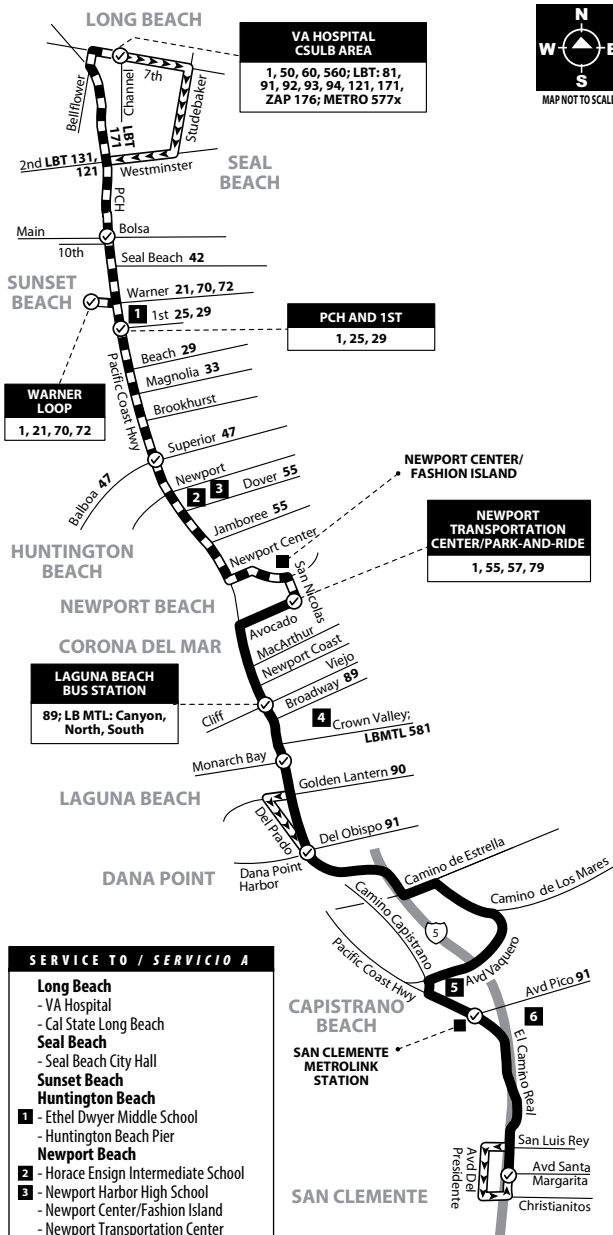 LONG BEACH
VA HOSPITAL
CSULB AREA
1, 50, 60, 560; LBT: 81,
91, 92, 93, 94, 121, 171,
ZAP 176; METRO 577x
N
W
E
S
MAP NOT TO SCALE
Bellflower
7th
Channel
LBT
171
Studebaker
2nd LBT 131,
121
Westminster
SEAL
BEACH
PCH
Main
Bolsa
10th
Seal Beach 42
SUNSET
BEACH
Warner 21, 70, 72
1
1st 25, 29
PCH AND 1ST
1, 25, 29
Pacific Coast Hwy
Beach 29
Magnolia 33
Brookhurst
WARNER
LOOP
1, 21, 70, 72
Superior 47
Balboa 47
Newport
2
3
Dover 55
Jamboree 55
NEWPORT CENTER/
FASHION ISLAND
HUNTINGTON
BEACH
Newport Center
San Nicolas
NEWPORT
TRANSPORTATION
CENTER/PARK-AND-RIDE
1, 55, 57, 79
NEWPORT BEACH
Avocado
CORONA DEL MAR
MacArthur
Newport Coast
Viejo
LAGUNA BEACH
BUS STATION
89; LB MTL: Canyon,
North, South
Broadway 89
Cliff
4
Crown Valley;
LBMTL 581
Monarch Bay
LAGUNA BEACH
Golden Lantern 90
Del Prado
Del Obispo 91
DANA POINT
Dana Point
Harbor
Camino de Estrella
Camino de Los Mares
Camino Capistrano
5
Pacific Coast Hwy
5
Avd Vaquero
Avd Pico 91
6
CAPISTRANO
BEACH
SAN CLEMENTE
METROLINK
STATION
El Camino Real
San Luis Rey
Avd Del
Presidente
Avd Santa
Margarita
Christianitos
SAN CLEMENTE
SERVICE TO / SERVICIO A
Long Beach
- VA Hospital
- Cal State Long Beach
Seal Beach
- Seal Beach City Hall
Sunset Beach
Huntington Beach
1 - Ethel Dwyer Middle School
- Huntington Beach Pier
Newport Beach
2 - Horace Ensign Intermediate School
3 - Newport Harbor High School
- Newport Center/Fashion Island
- Newport Transportation Center